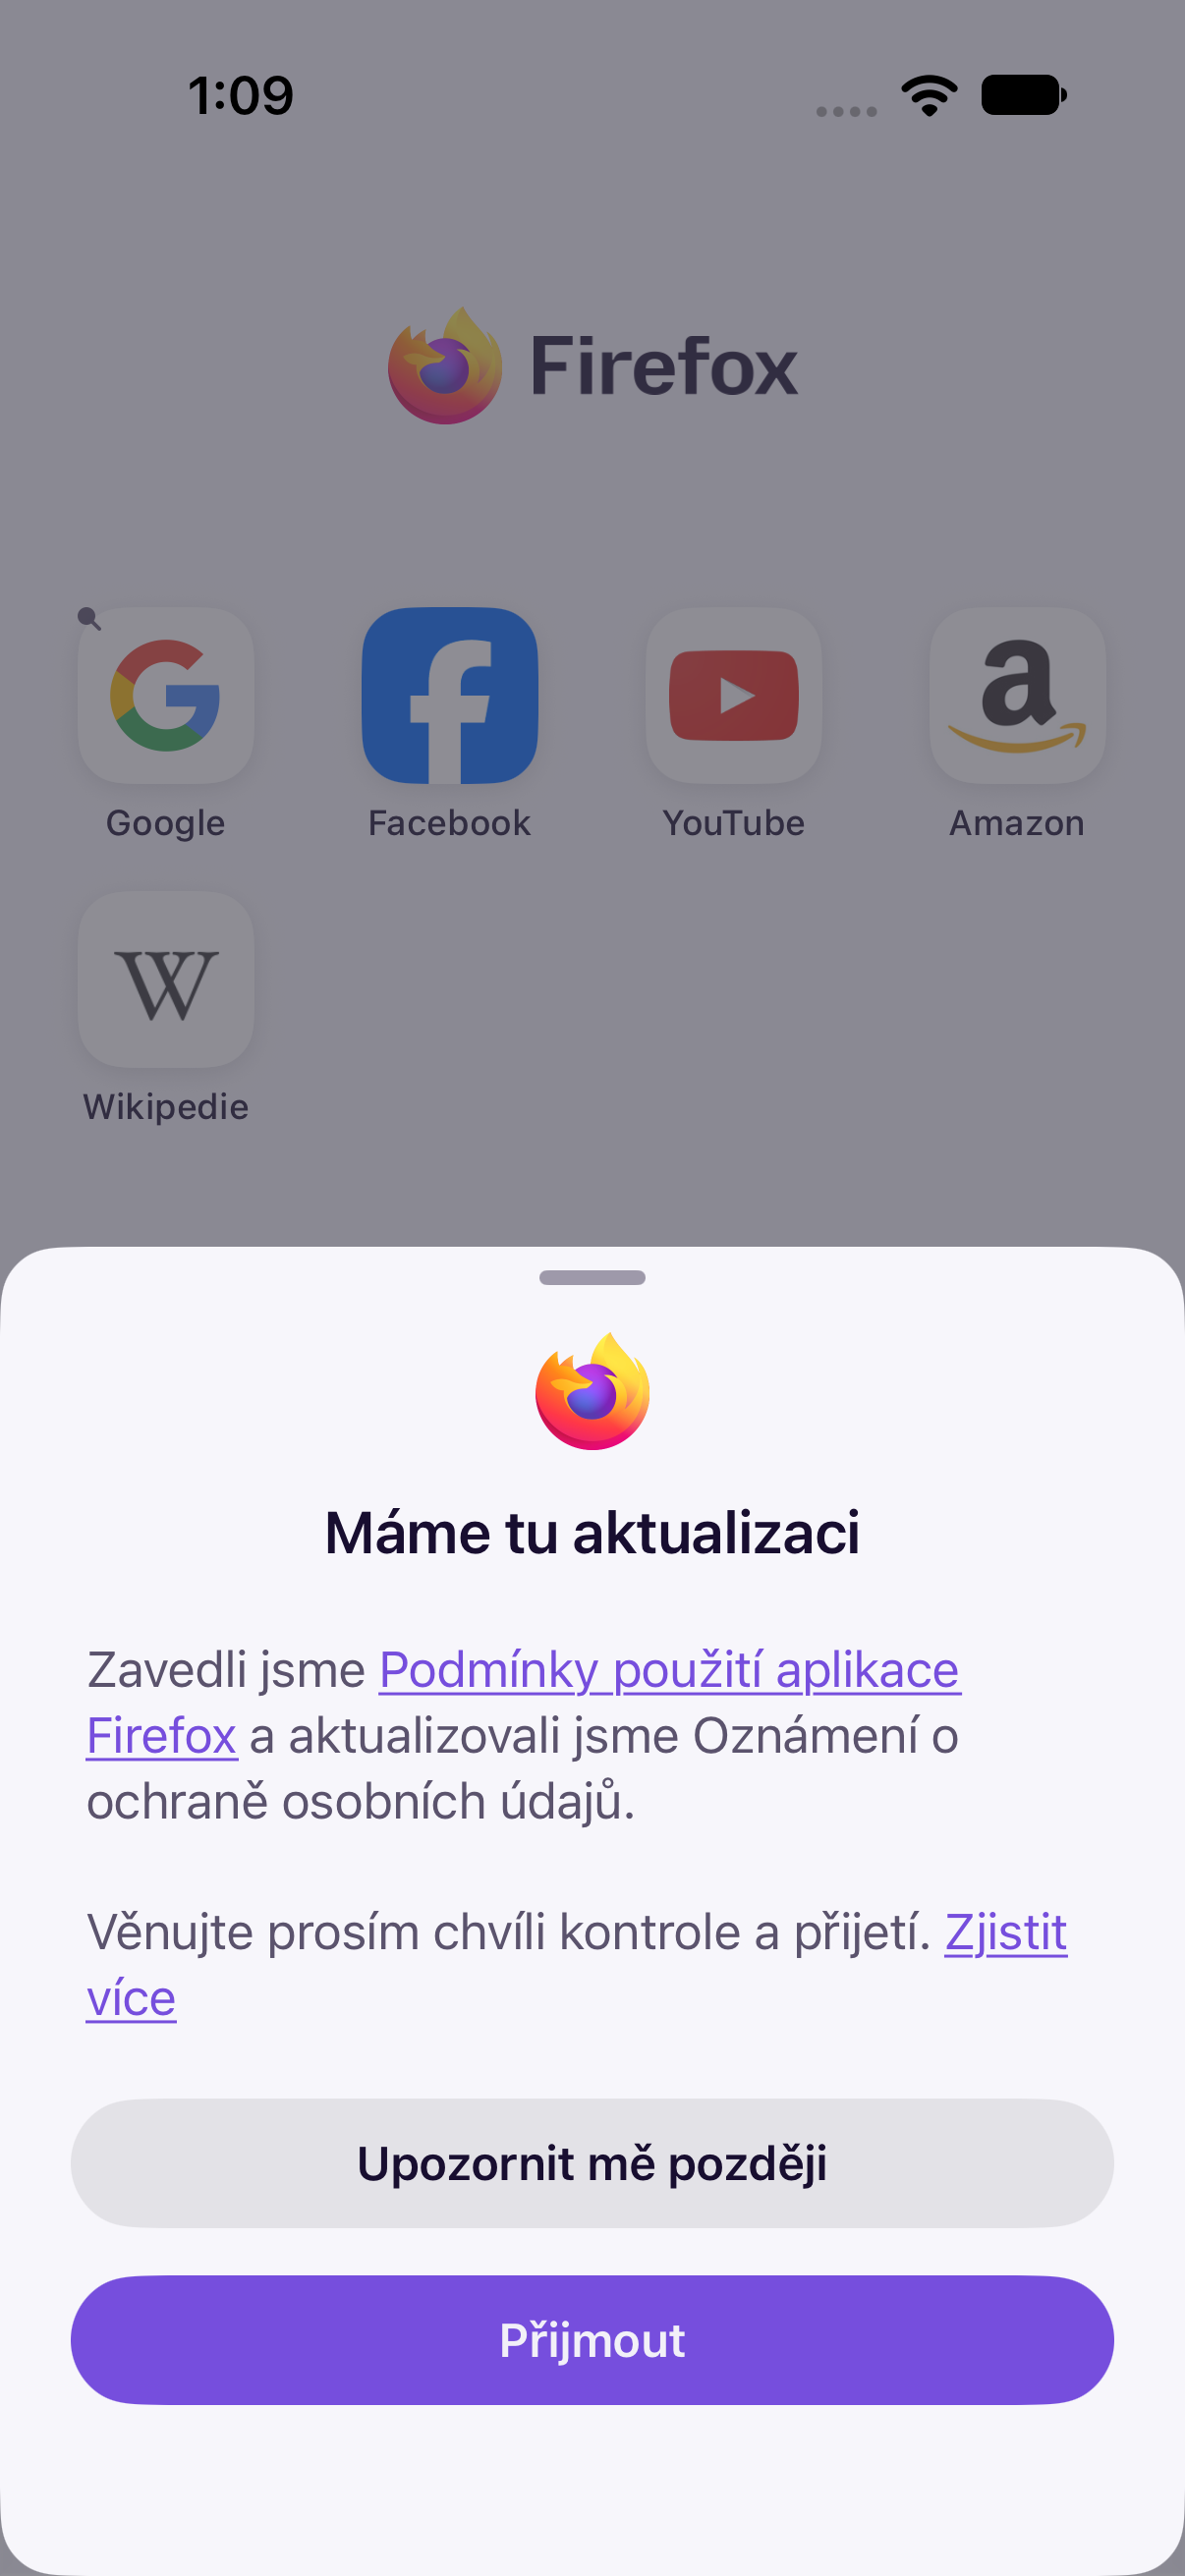 1:09
Firefox
Google
Facebook
YouTube
Amazon
Wikipedie
Máme tu aktualizaci
Zavedli jsme Podmínky použití aplikace
Firefox a aktualizovali jsme Oznámení o
ochraně osobních údajů.
Věnujte prosím chvíli kontrole a přijetí. Zjistit
více
Upozornit mě později
Přijmout